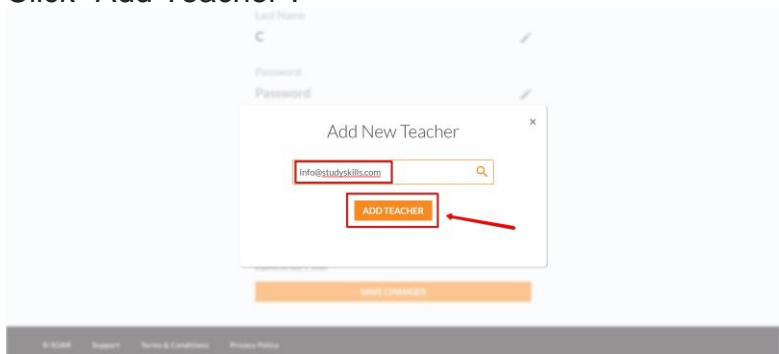 Click "Add Teacher".
Last Name
C
Password
Password
Add New Teacher
x
info@studyskills.com
ADD TEACHER
SAVE CHANGES
© SOAR Support Terms & Conditions Privacy Policy